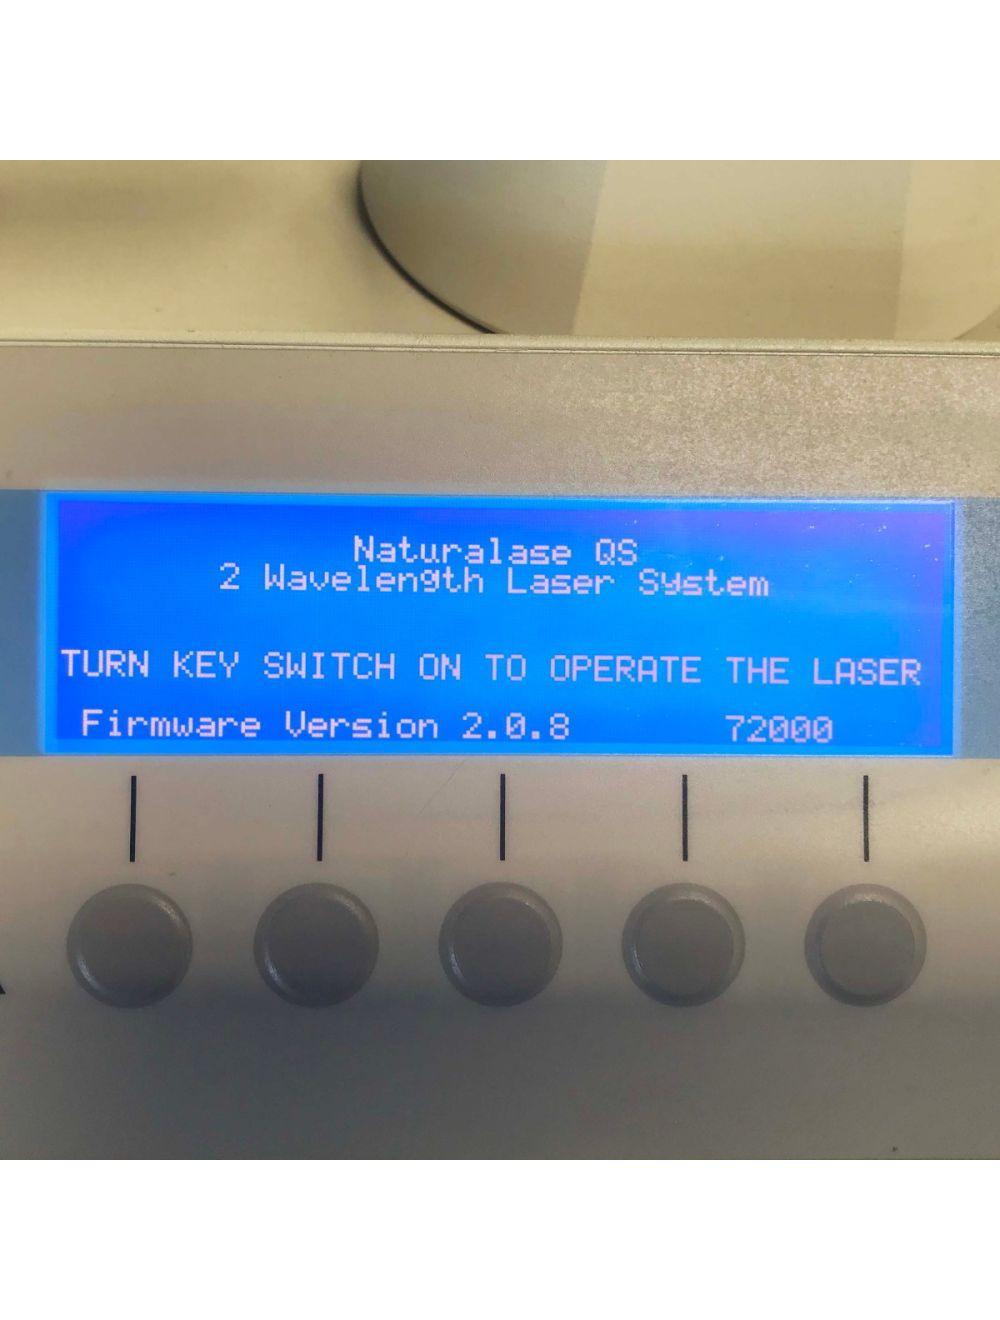 Naturalase QS
2 Wavelength Laser System
TURN KEY SWITCH ON TO OPERATE THE LASER
Firmware Version 2.0.8 72000